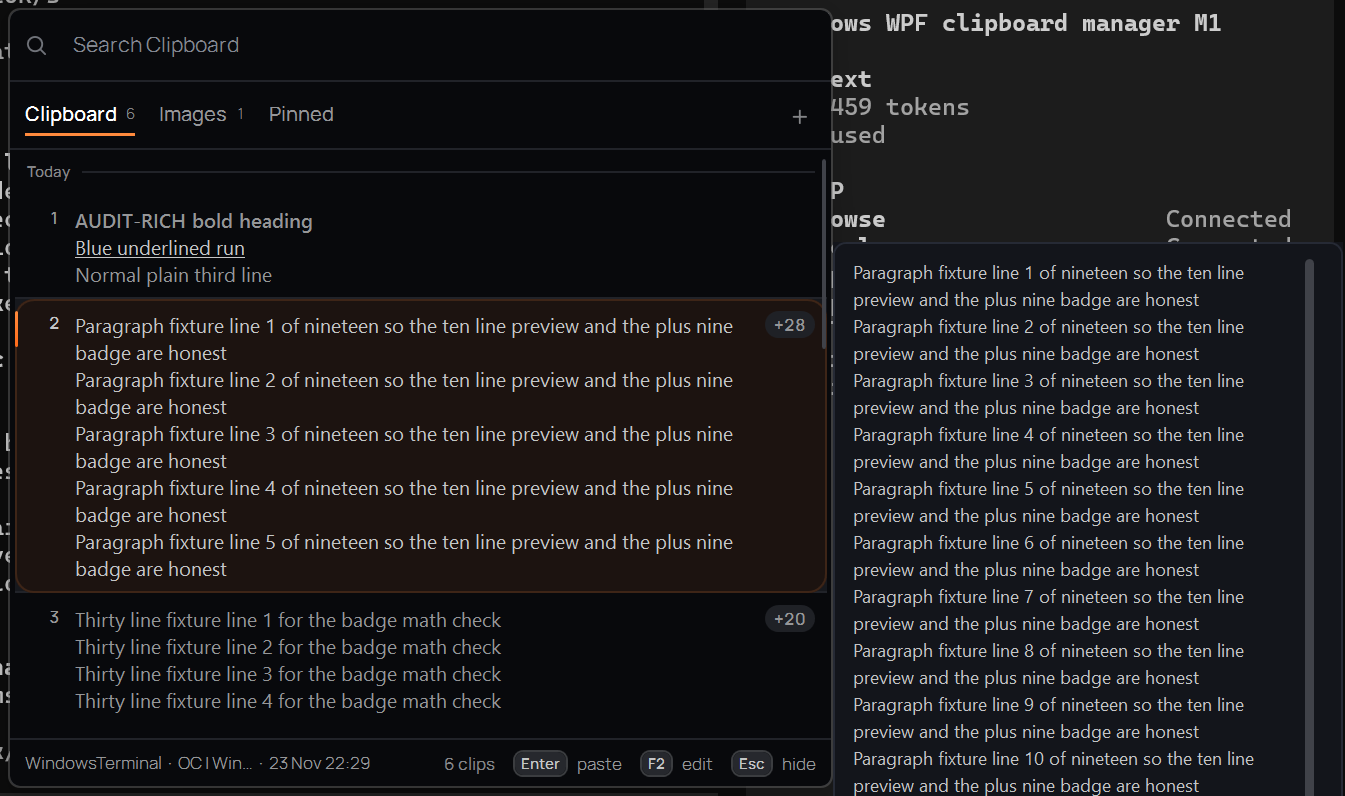 Search Clipboard
Clipboard 6 Images 1 Pinned +
Today
1 AUDIT-RICH bold heading
Blue underlined run
Normal plain third line
2 Paragraph fixture line 1 of nineteen so the ten line preview and the plus nine +28
badge are honest
Paragraph fixture line 2 of nineteen so the ten line preview and the plus nine
badge are honest
Paragraph fixture line 3 of nineteen so the ten line preview and the plus nine
badge are honest
Paragraph fixture line 4 of nineteen so the ten line preview and the plus nine
badge are honest
Paragraph fixture line 5 of nineteen so the ten line preview and the plus nine
badge are honest
3 Thirty line fixture line 1 for the badge math check +20
Thirty line fixture line 2 for the badge math check
Thirty line fixture line 3 for the badge math check
Thirty line fixture line 4 for the badge math check
WindowsTerminal · OC | Win... · 23 Nov 22:29 6 clips Enter paste F2 edit Esc hide
ows WPF clipboard manager M1
ext
459 tokens
used
P
owse Connected
Paragraph fixture line 1 of nineteen so the ten line
preview and the plus nine badge are honest
Paragraph fixture line 2 of nineteen so the ten line
preview and the plus nine badge are honest
Paragraph fixture line 3 of nineteen so the ten line
preview and the plus nine badge are honest
Paragraph fixture line 4 of nineteen so the ten line
preview and the plus nine badge are honest
Paragraph fixture line 5 of nineteen so the ten line
preview and the plus nine badge are honest
Paragraph fixture line 6 of nineteen so the ten line
preview and the plus nine badge are honest
Paragraph fixture line 7 of nineteen so the ten line
preview and the plus nine badge are honest
Paragraph fixture line 8 of nineteen so the ten line
preview and the plus nine badge are honest
Paragraph fixture line 9 of nineteen so the ten line
preview and the plus nine badge are honest
Paragraph fixture line 10 of nineteen so the ten line
preview and the plus nine badge are honest